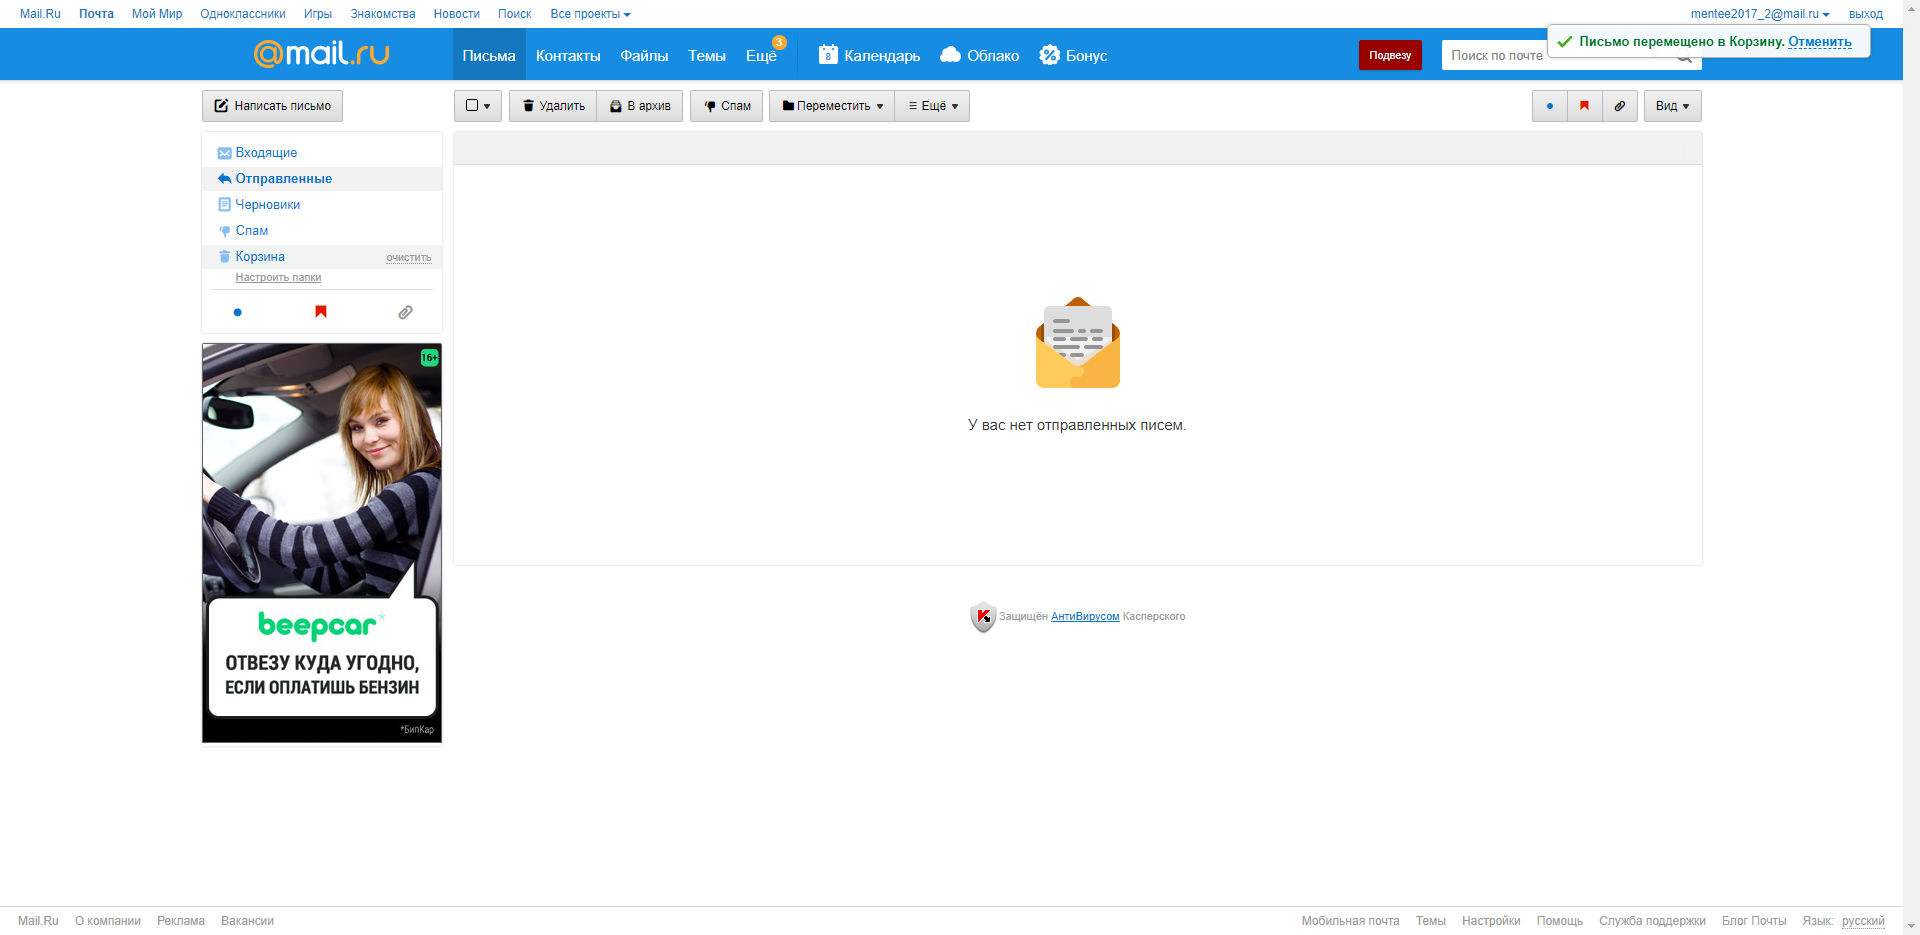 Mail.Ru Почта Мой Мир Одноклассники Игры Знакомства Новости Поиск Все проекты mentee2017_2@mail.ru выход
Письмо перемещено в Корзину. Отменить
@mail.ru Письма Контакты Файлы Темы Ещё 3 8 Календарь Облако Бонус Подвезу Поиск по почте
Написать письмо Удалить В архив Спам Переместить Ещё Вид
Входящие
Отправленные
Черновики
Спам
Корзина очистить
Настроить папки
16+
beepcar*
ОТВЕЗУ КУДА УГОДНО,
ЕСЛИ ОПЛАТИШЬ БЕНЗИН
*БипКар
У вас нет отправленных писем.
Защищён АнтиВирусом Касперского
Mail.Ru О компании Реклама Вакансии Мобильная почта Темы Настройки Помощь Служба поддержки Блог Почты Язык: русский